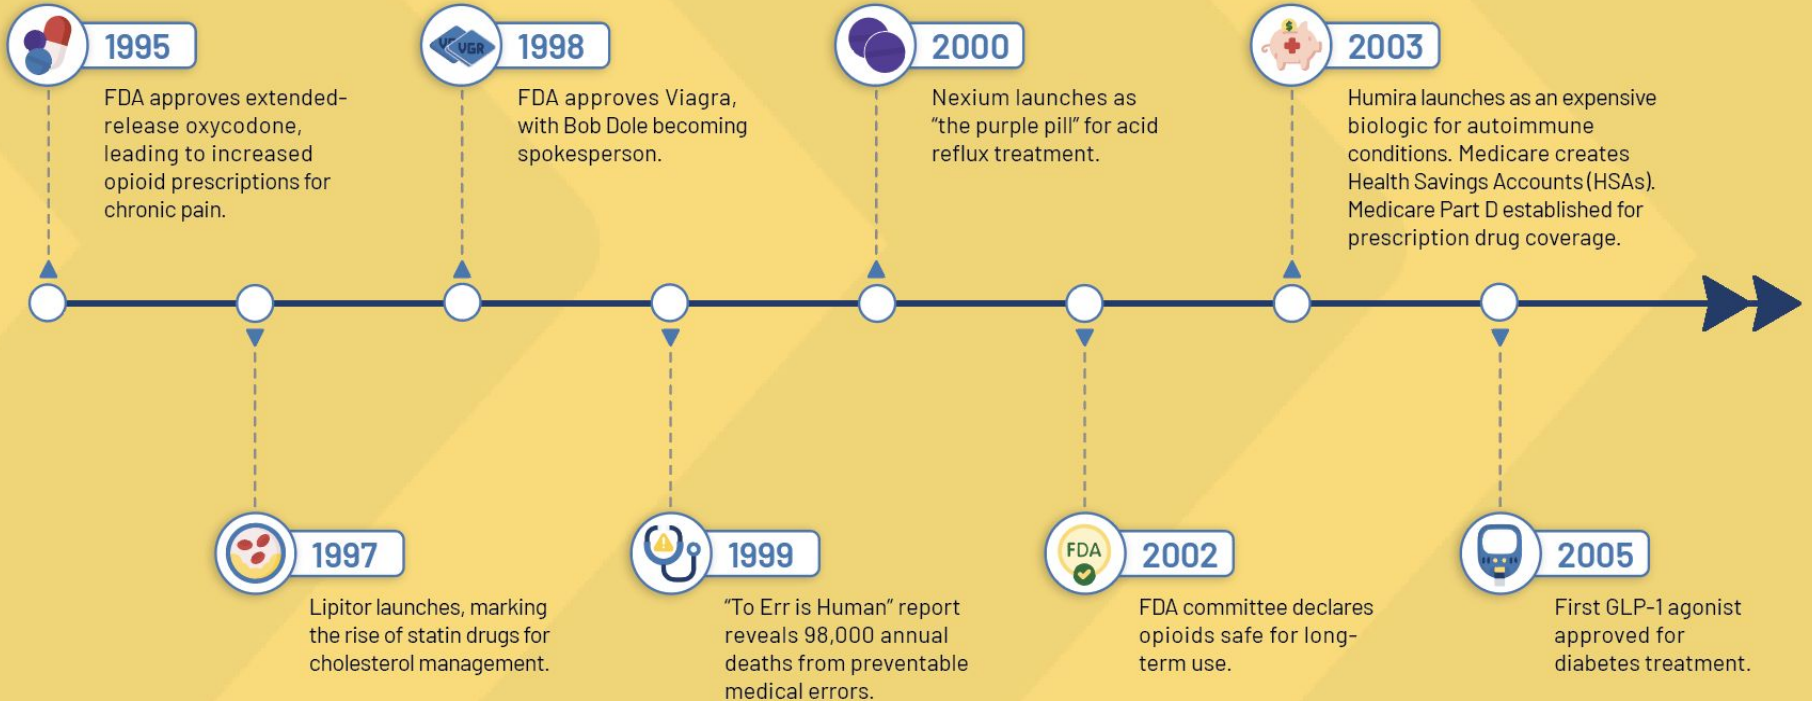 1995
FDA approves extended-
release oxycodone,
leading to increased
opioid prescriptions for
chronic pain.
1997
Lipitor launches, marking
the rise of statin drugs for
cholesterol management.
VGR
1998
FDA approves Viagra,
with Bob Dole becoming
spokesperson.
1999
"To Err is Human" report
reveals 98,000 annual
deaths from preventable
medical errors.
2000
Nexium launches as
"the purple pill" for acid
reflux treatment.
FDA
2002
FDA committee declares
opioids safe for long-
term use.
$
2003
Humira launches as an expensive
biologic for autoimmune
conditions. Medicare creates
Health Savings Accounts (HSAs).
Medicare Part D established for
prescription drug coverage.
2005
First GLP-1 agonist
approved for
diabetes treatment.